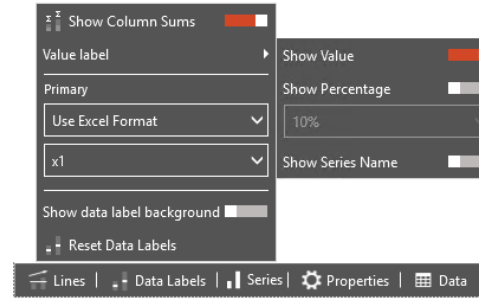 Show Column Sums
Value label
Primary
Use Excel Format
x1
Show data label background
Reset Data Labels
Show Value
Show Percentage
10%
Show Series Name
Lines | Data Labels | Series | Properties | Data